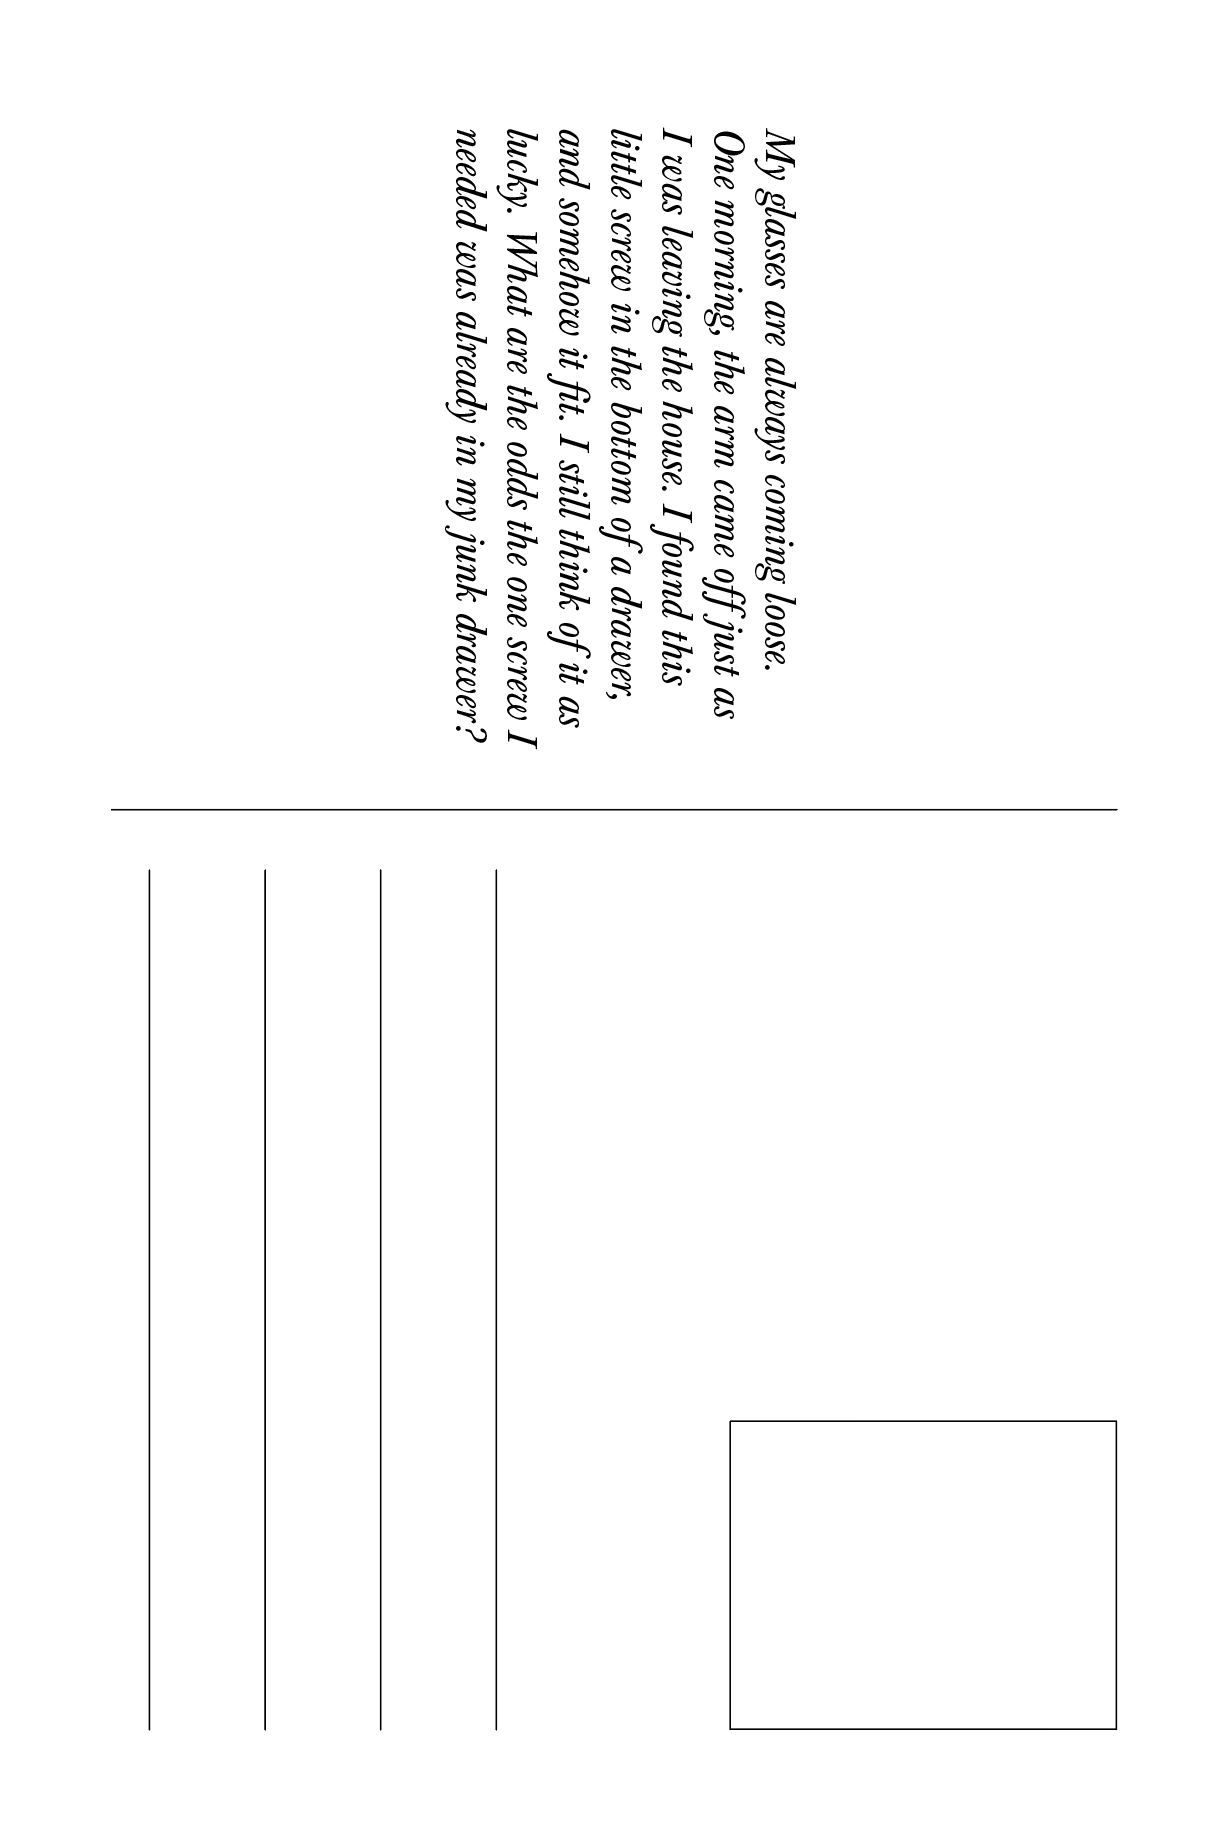 My glasses are always coming loose.
One morning, the arm came off just as
I was leaving the house. I found this
little screw in the bottom of a drawer,
and somehow it fit. I still think of it as
lucky. What are the odds the one screw I
needed was already in my junk drawer?